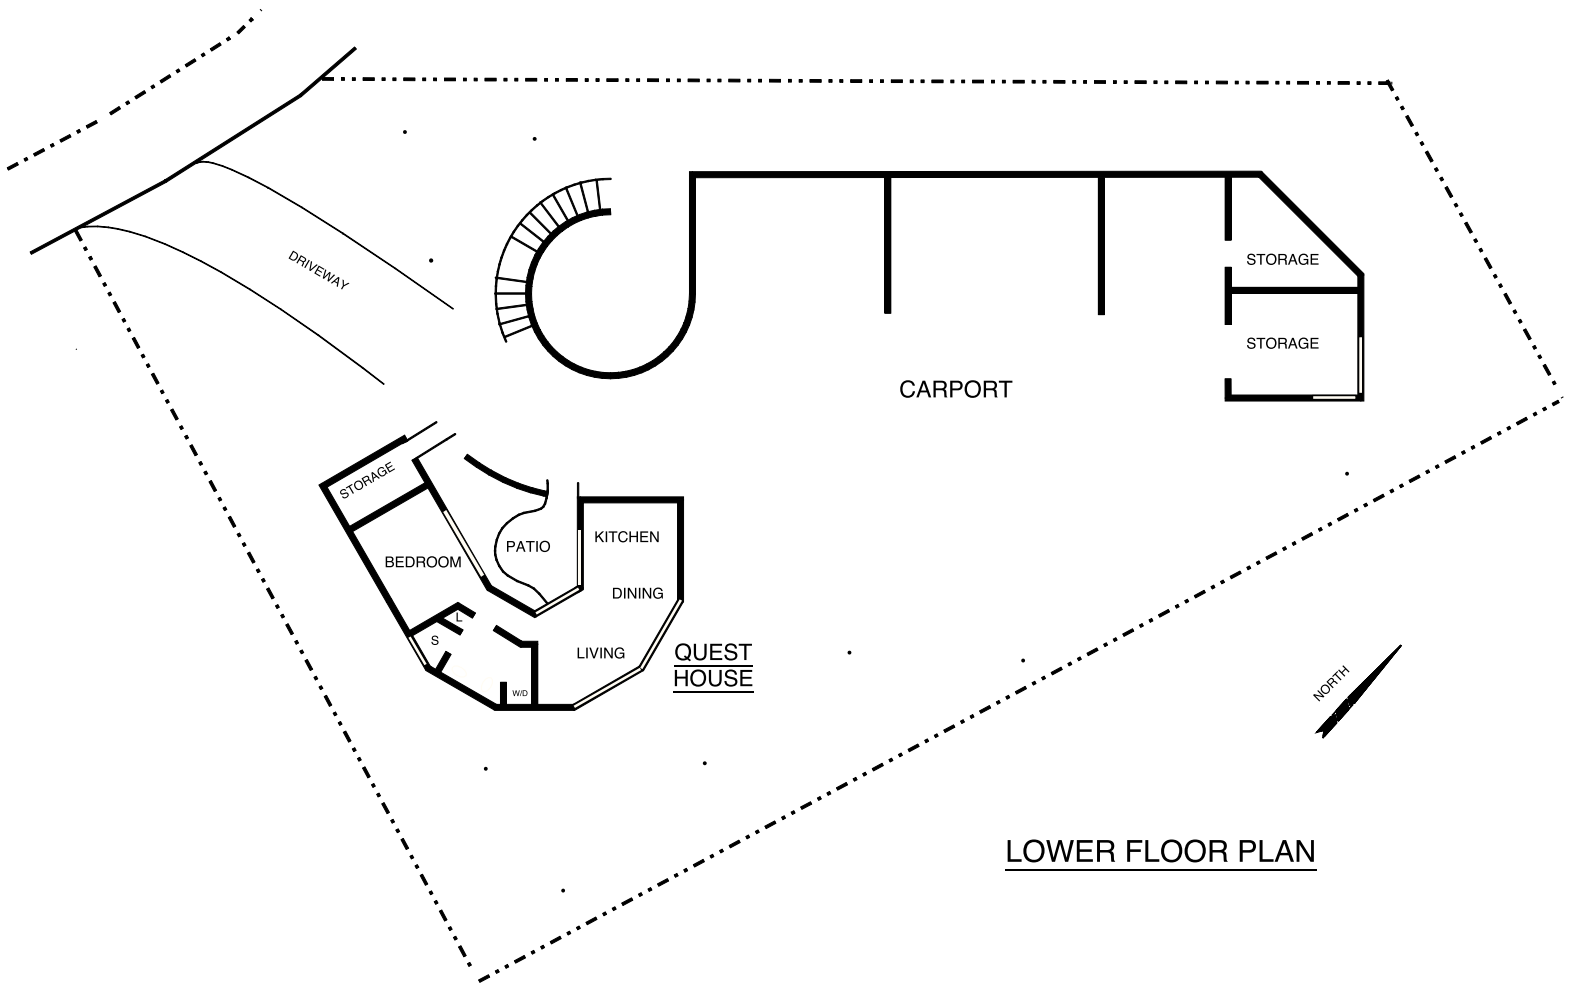 DRIVEWAY
STORAGE
STORAGE
CARPORT
STORAGE
BEDROOM
PATIO
KITCHEN
DINING
LIVING
L
S
W/D
QUEST
HOUSE
NORTH
LOWER FLOOR PLAN